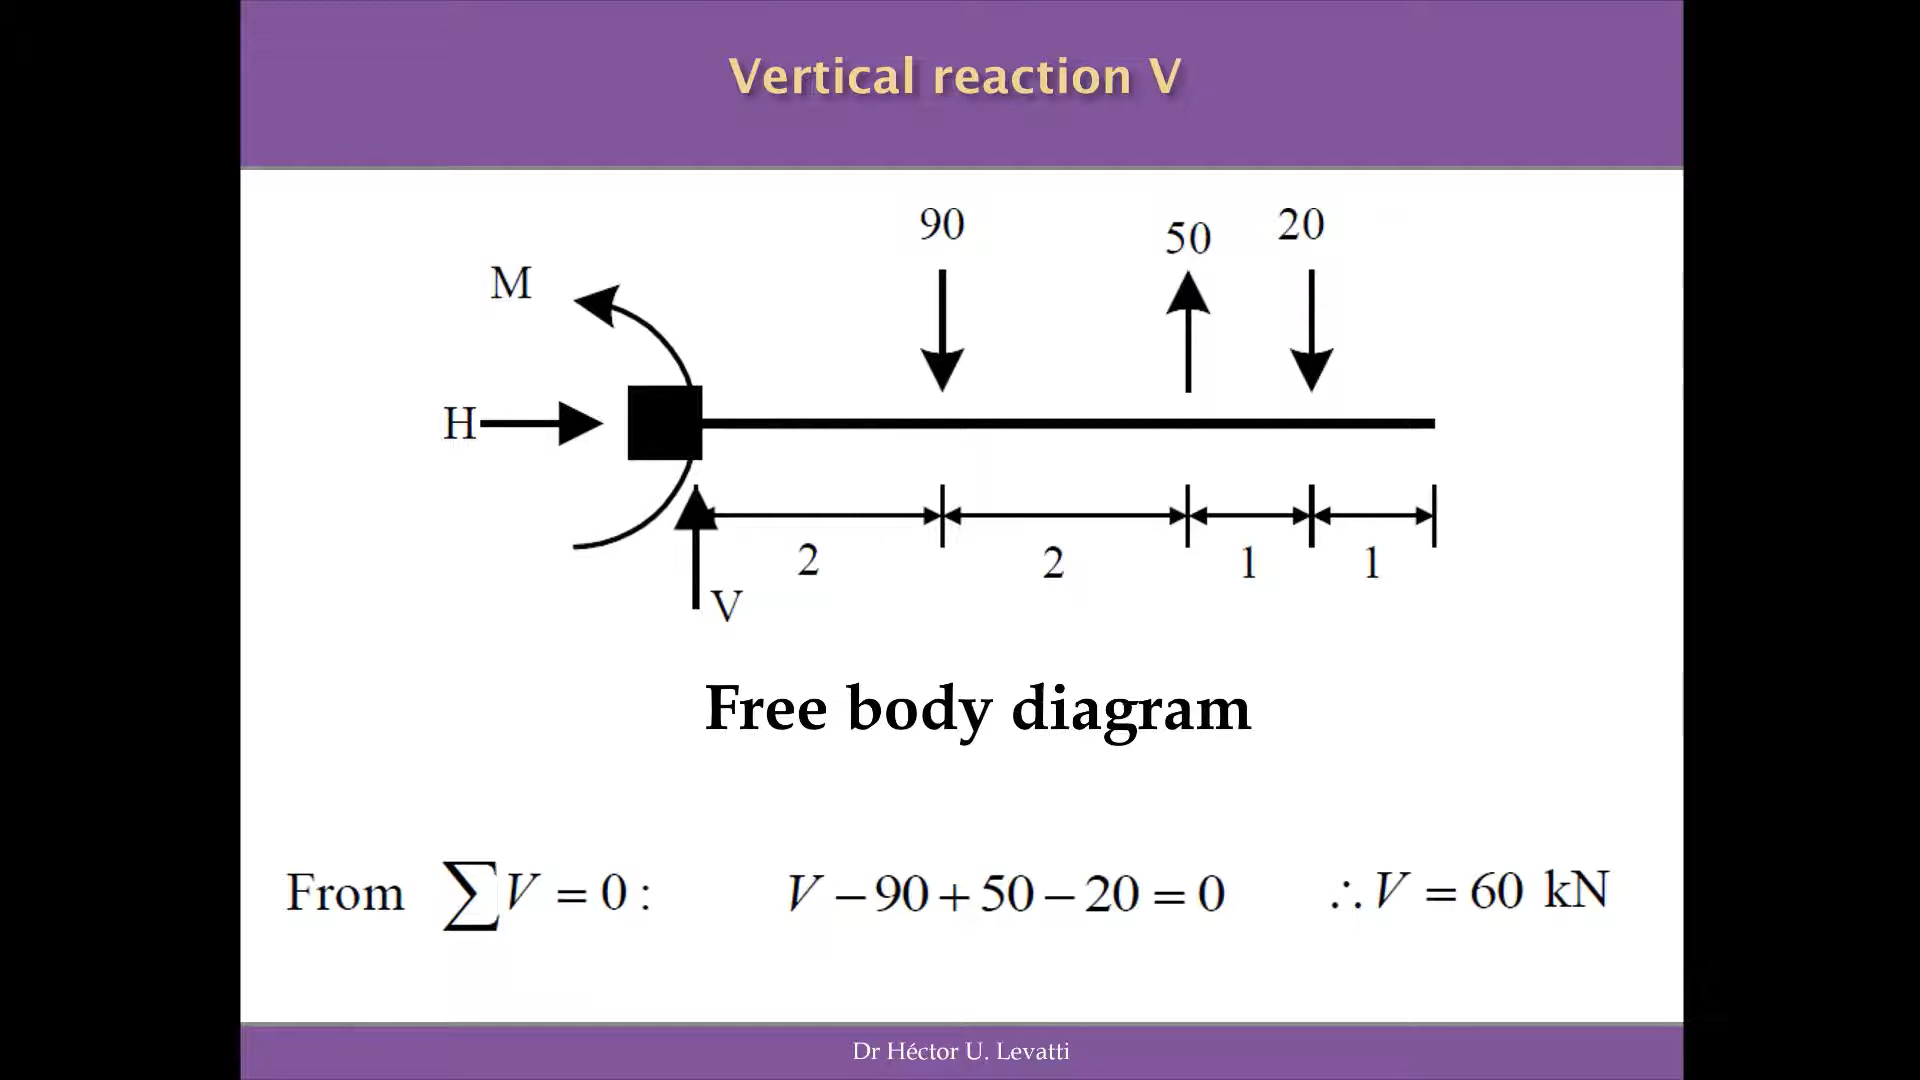 Vertical reaction V
90
50
20
M
H
2
2
1
1
V
Free body diagram
From ∑V = 0 : V − 90 + 50 − 20 = 0 ∴ V = 60 kN
Dr Héctor U. Levatti